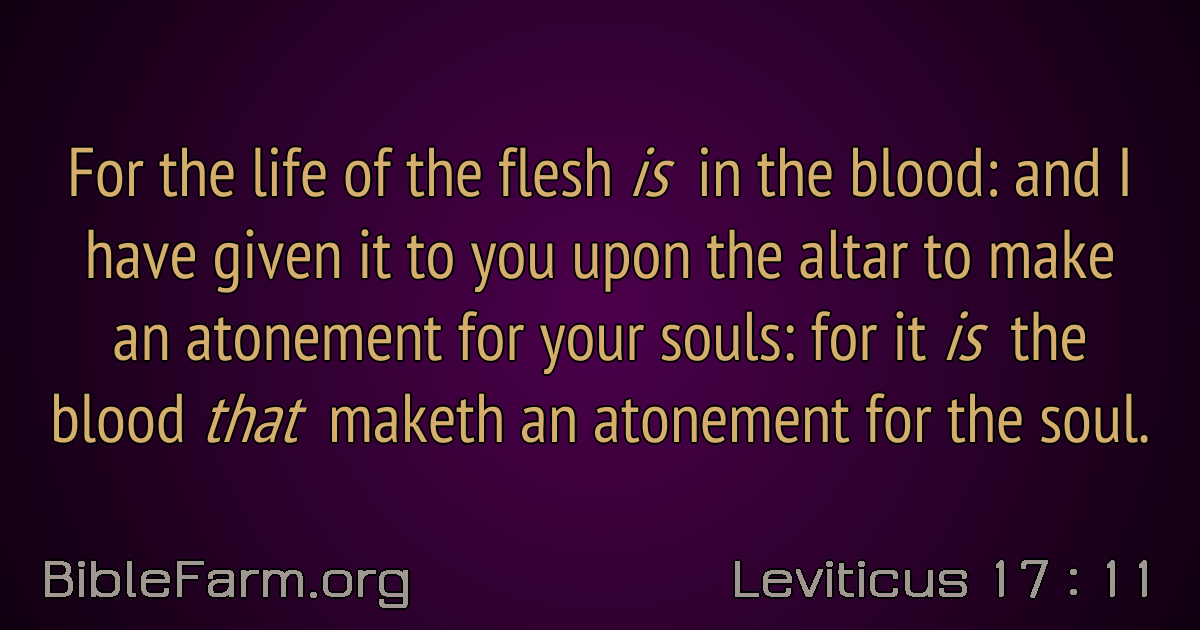 For the life of the flesh is in the blood: and I
have given it to you upon the altar to make
an atonement for your souls: for it is the
blood that maketh an atonement for the soul.
BibleFarm.org
Leviticus 17 : 11